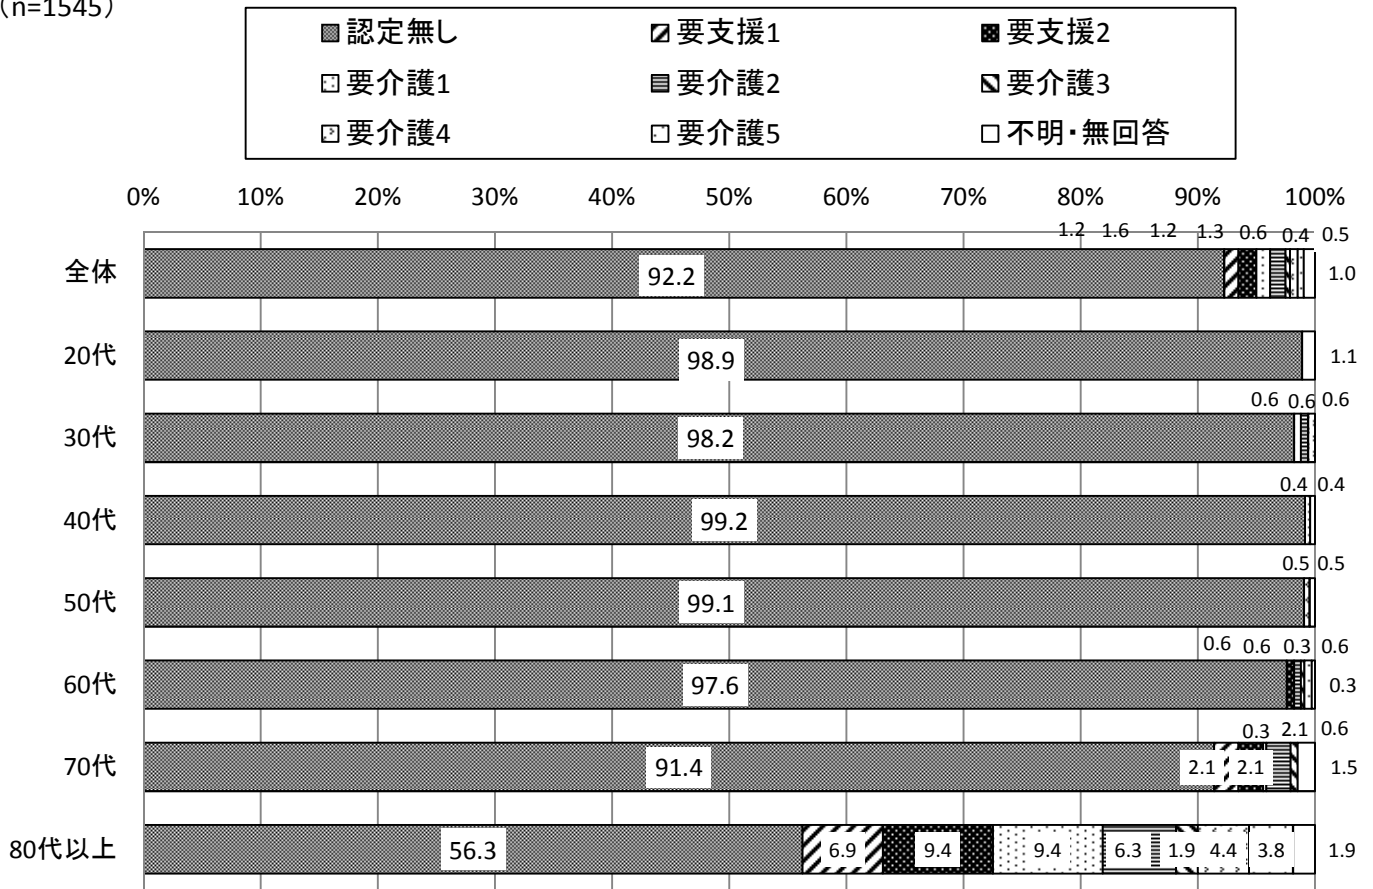 (n=1545)
認定無し 要支援1 要支援2
要介護1 要介護2 要介護3
要介護4 要介護5 不明・無回答
0% 10% 20% 30% 40% 50% 60% 70% 80% 90% 100%
1.2 1.6 1.2 1.3 0.6 0.4 0.5
全体 92.2 1.0
20代 98.9 1.1
0.6 0.6 0.6
30代 98.2
0.4 0.4
40代 99.2
0.5 0.5
50代 99.1
0.6 0.6 0.3 0.6
60代 97.6 0.3
0.3 2.1 0.6
70代 91.4 2.1 2.1 1.5
80代以上 56.3 6.9 9.4 9.4 6.3 1.9 4.4 3.8 1.9